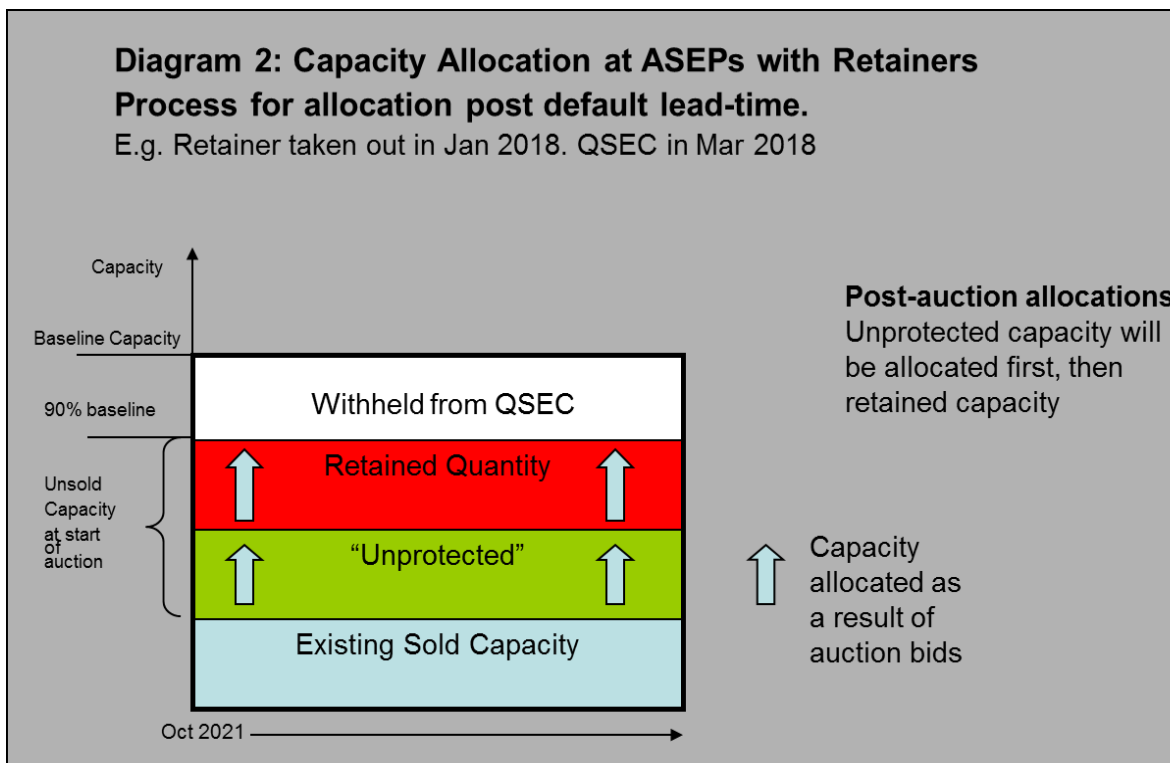 Diagram 2: Capacity Allocation at ASEPs with Retainers
Process for allocation post default lead-time.
E.g. Retainer taken out in Jan 2018. QSEC in Mar 2018
Capacity
Baseline Capacity
90% baseline
Unsold
Capacity
at start
of
auction
Withheld from QSEC
Retained Quantity
“Unprotected”
Existing Sold Capacity
Oct 2021
Post-auction allocations
Unprotected capacity will
be allocated first, then
retained capacity
Capacity
allocated as
a result of
auction bids